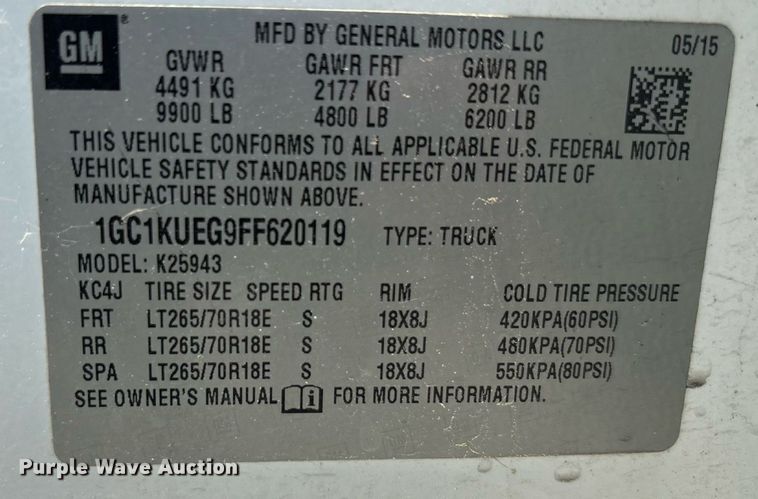 GM ®
MFD BY GENERAL MOTORS LLC 05/15
GVWR GAWR FRT GAWR RR
4491 KG 2177 KG 2812 KG
9900 LB 4800 LB 6200 LB
THIS VEHICLE CONFORMS TO ALL APPLICABLE U.S. FEDERAL MOTOR
VEHICLE SAFETY STANDARDS IN EFFECT ON THE DATE OF
MANUFACTURE SHOWN ABOVE.
1GC1KUEG9FF620119 TYPE: TRUCK
MODEL: K25943
KC4J TIRE SIZE SPEED RTG RIM COLD TIRE PRESSURE
FRT LT265/70R18E S 18X8J 420KPA(60PSI)
RR LT265/70R18E S 18X8J 480KPA(70PSI)
SPA LT265/70R18E S 18X8J 550KPA(80PSI)
SEE OWNER'S MANUAL i FOR MORE INFORMATION.
Purple Wave Auction